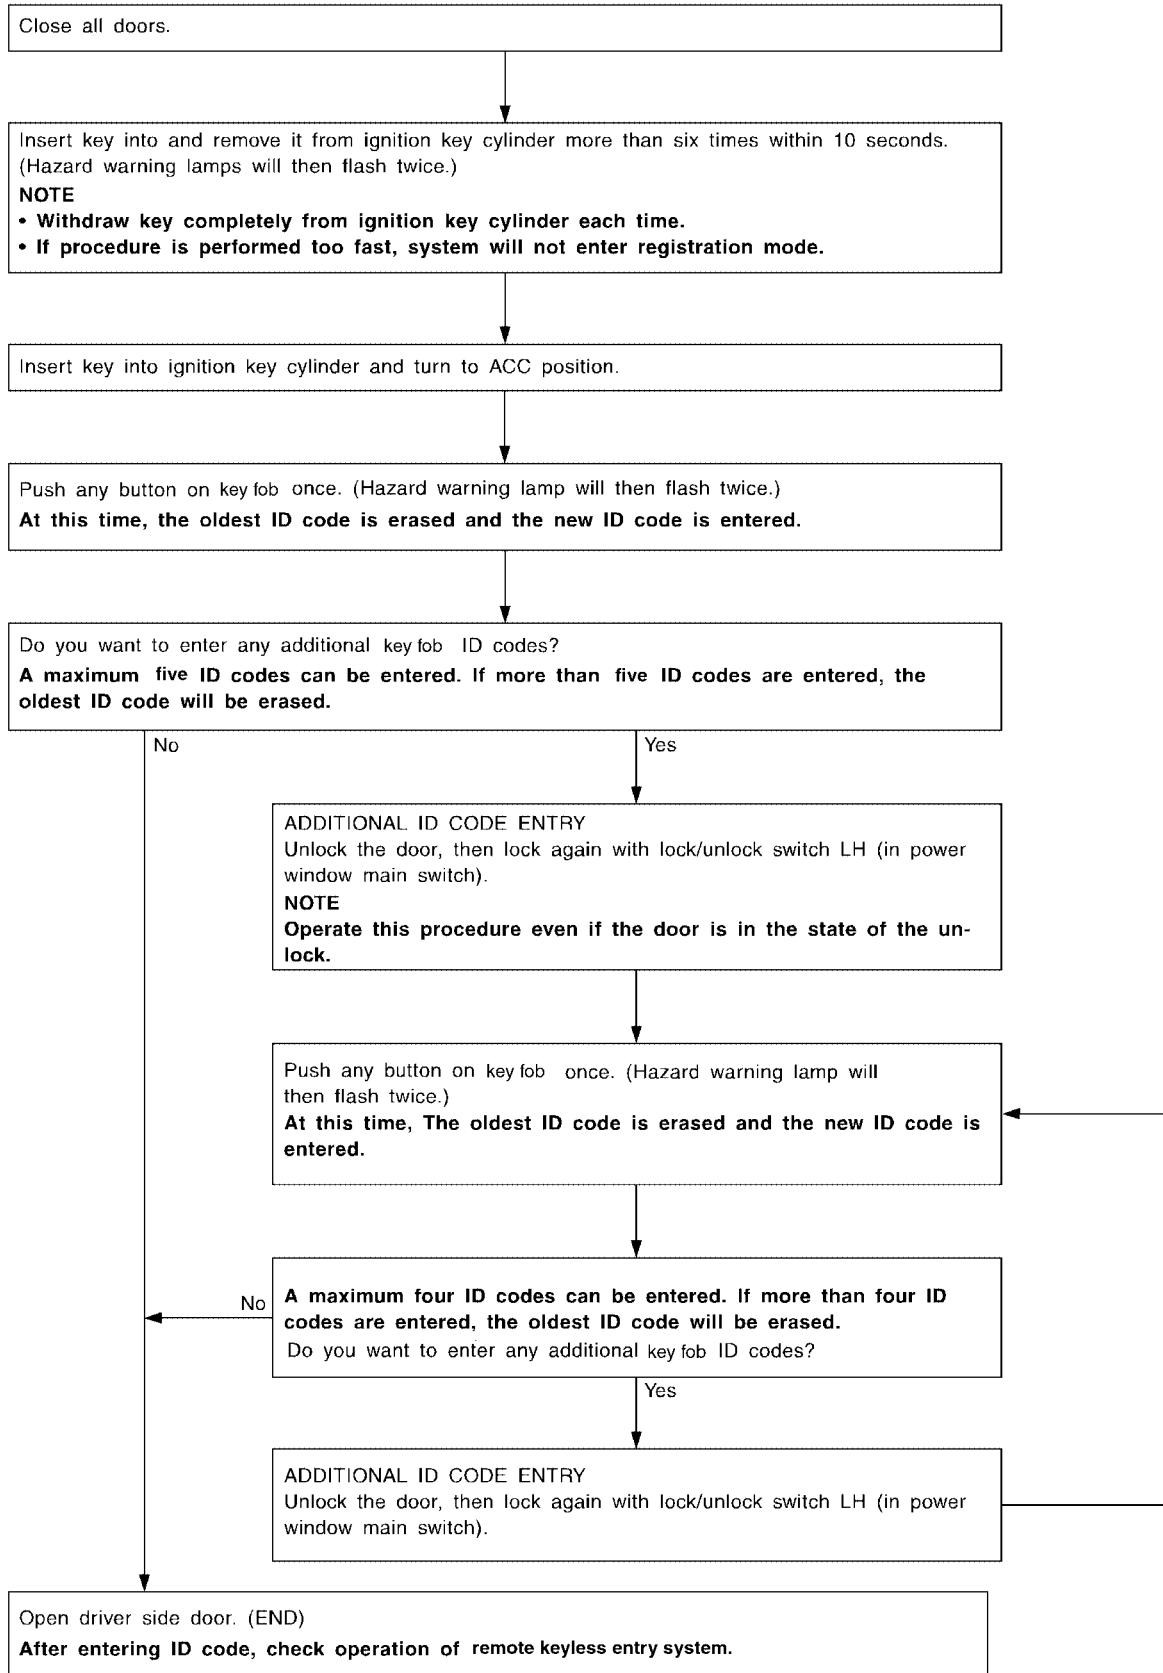 Close all doors.
Insert key into and remove it from ignition key cylinder more than six times within 10 seconds.
(Hazard warning lamps will then flash twice.)
NOTE
• Withdraw key completely from ignition key cylinder each time.
• If procedure is performed too fast, system will not enter registration mode.
Insert key into ignition key cylinder and turn to ACC position.
Push any button on key fob once. (Hazard warning lamp will then flash twice.)
At this time, the oldest ID code is erased and the new ID code is entered.
Do you want to enter any additional key fob ID codes?
A maximum five ID codes can be entered. If more than five ID codes are entered, the
oldest ID code will be erased.
No
Yes
ADDITIONAL ID CODE ENTRY
Unlock the door, then lock again with lock/unlock switch LH (in power
window main switch).
NOTE
Operate this procedure even if the door is in the state of the un-
lock.
Push any button on key fob once. (Hazard warning lamp will
then flash twice.)
At this time, The oldest ID code is erased and the new ID code is
entered.
No
A maximum four ID codes can be entered. If more than four ID
codes are entered, the oldest ID code will be erased.
Do you want to enter any additional key fob ID codes?
Yes
ADDITIONAL ID CODE ENTRY
Unlock the door, then lock again with lock/unlock switch LH (in power
window main switch).
Open driver side door. (END)
After entering ID code, check operation of remote keyless entry system.